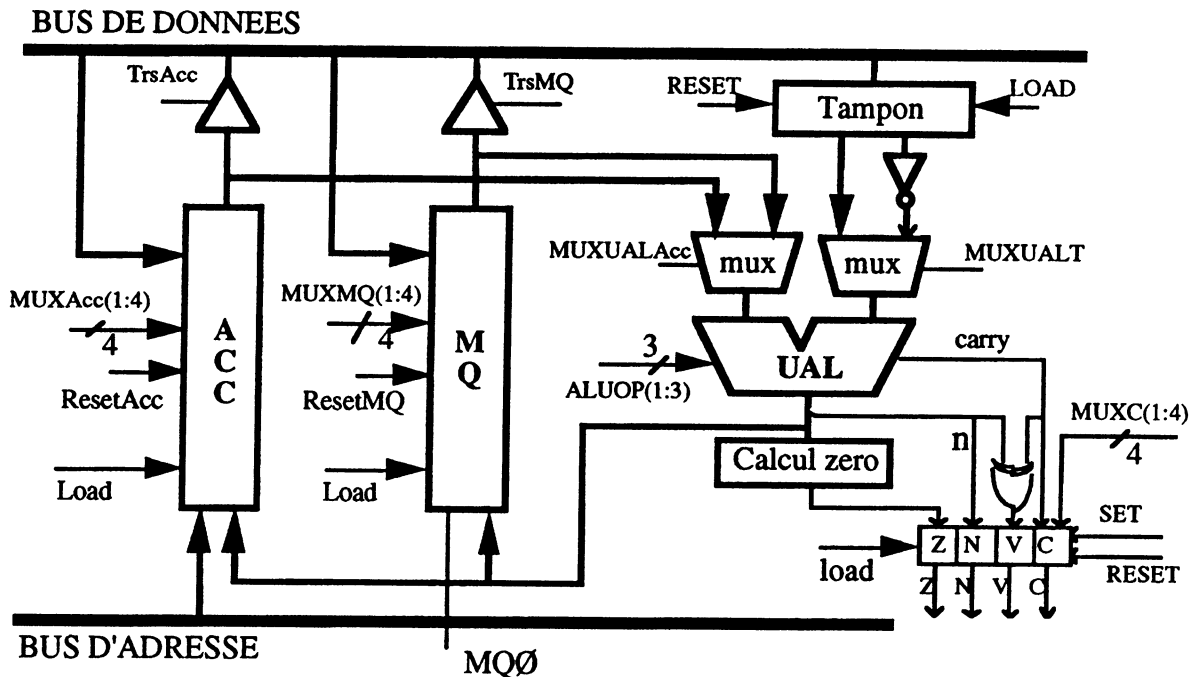 BUS DE DONNEES
TrsAcc
TrsMQ
RESET
LOAD
Tampon
MUXUALAcc
mux
mux
MUXUALT
MUXAcc(1:4)
4
MUXMQ(1:4)
4
A
C
C
M
Q
ResetAcc
ResetMQ
3
ALUOP(1:3)
UAL
carry
MUXC(1:4)
4
n
Calcul zero
Load
Load
SET
RESET
load
Z N V C
Z N V C
BUS D'ADRESSE
MQØ